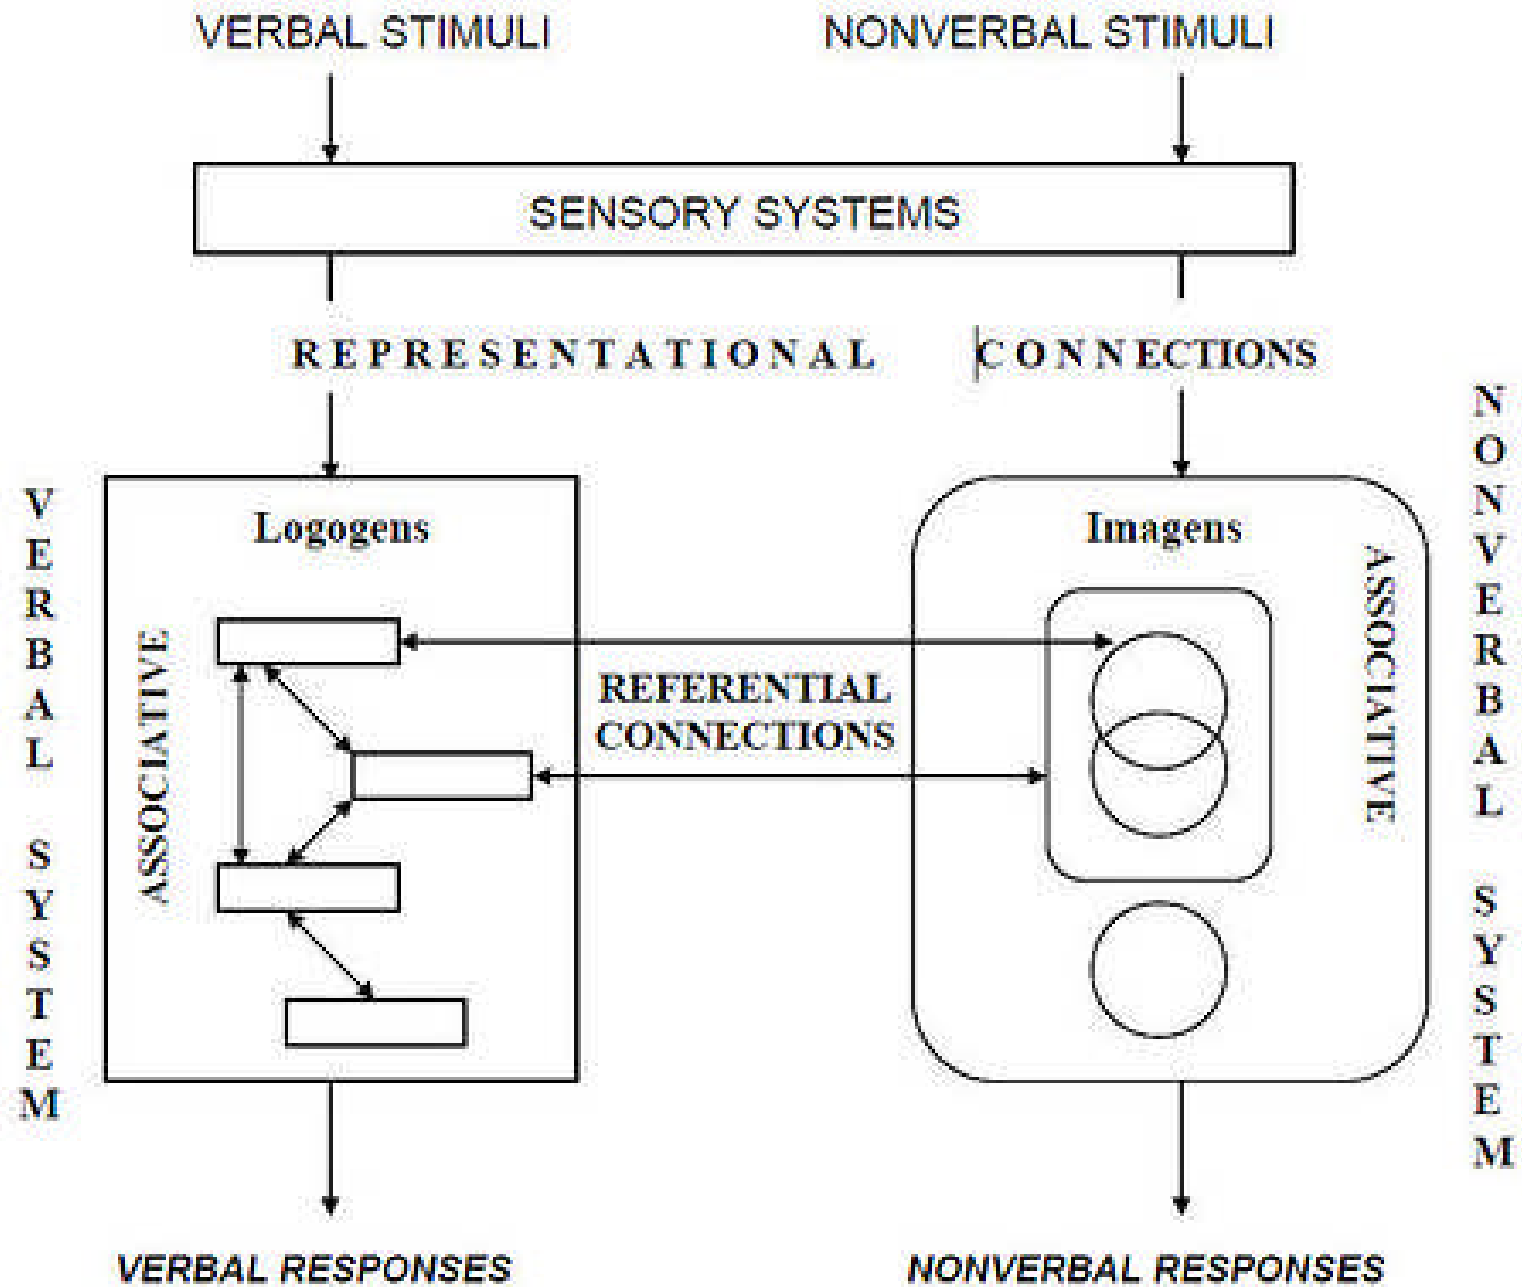 VERBAL STIMULI
NONVERBAL STIMULI
SENSORY SYSTEMS
REPRESENTATIONAL CONNECTIONS
VERBAL SYSTEM
Logogens
ASSOCIATIVE
REFERENTIAL
CONNECTIONS
Imagens
ASSOCIATIVE
NONVERBAL SYSTEM
VERBAL RESPONSES
NONVERBAL RESPONSES